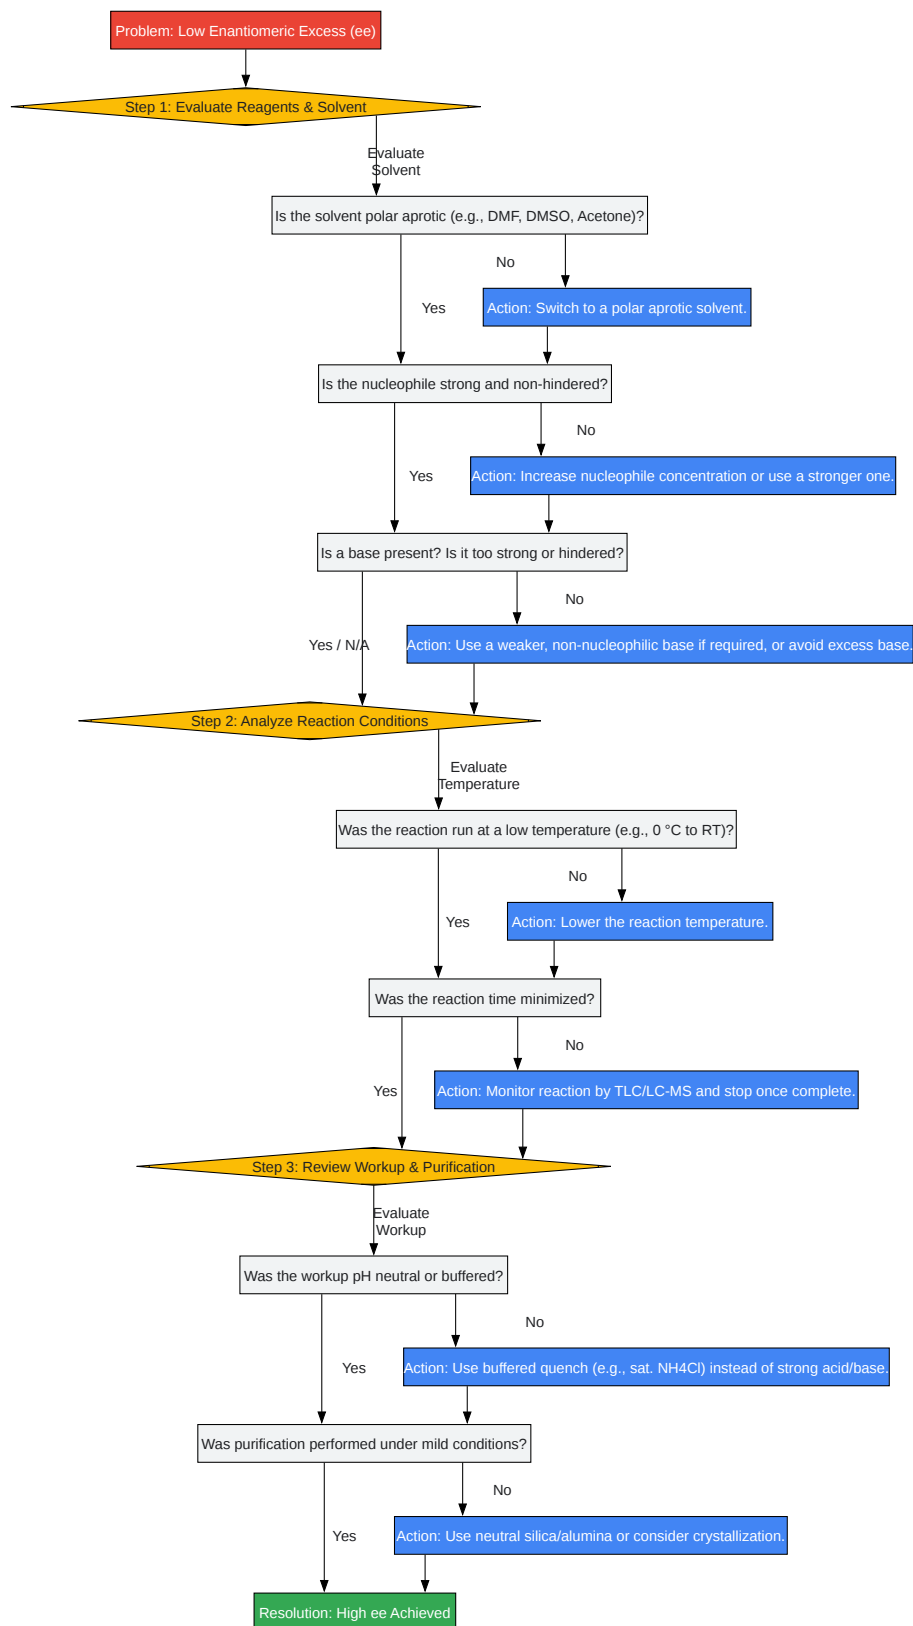 Problem: Low Enantiomeric Excess (ee)
Step 1: Evaluate Reagents & Solvent
Evaluate
Solvent
Is the solvent polar aprotic (e.g., DMF, DMSO, Acetone)?
No
Yes
Action: Switch to a polar aprotic solvent.
Is the nucleophile strong and non-hindered?
No
Yes
Action: Increase nucleophile concentration or use a stronger one.
Is a base present? Is it too strong or hindered?
No
Yes / N/A
Action: Use a weaker, non-nucleophilic base if required, or avoid excess base.
Step 2: Analyze Reaction Conditions
Evaluate
Temperature
Was the reaction run at a low temperature (e.g., 0 °C to RT)?
No
Yes
Action: Lower the reaction temperature.
Was the reaction time minimized?
No
Yes
Action: Monitor reaction by TLC/LC-MS and stop once complete.
Step 3: Review Workup & Purification
Evaluate
Workup
Was the workup pH neutral or buffered?
No
Yes
Action: Use buffered quench (e.g., sat. NH4Cl) instead of strong acid/base.
Was purification performed under mild conditions?
No
Yes
Action: Use neutral silica/alumina or consider crystallization.
Resolution: High ee Achieved